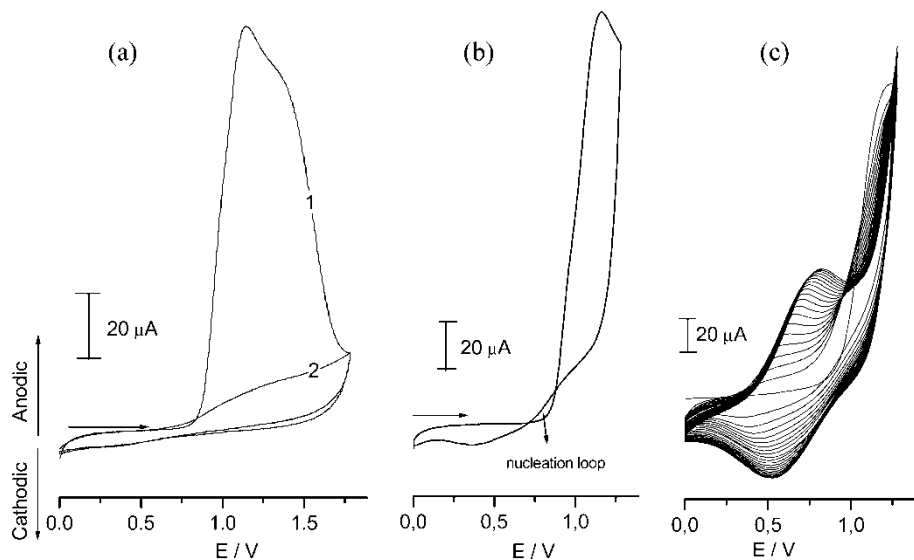 (a)
1
20 μA
2
Anodic
Cathodic
0.0
0.5
1.0
1.5
E / V
(b)
20 μA
nucleation loop
0,0
0,5
1,0
E / V
(c)
20 μA
0,0
0,5
1,0
E / V